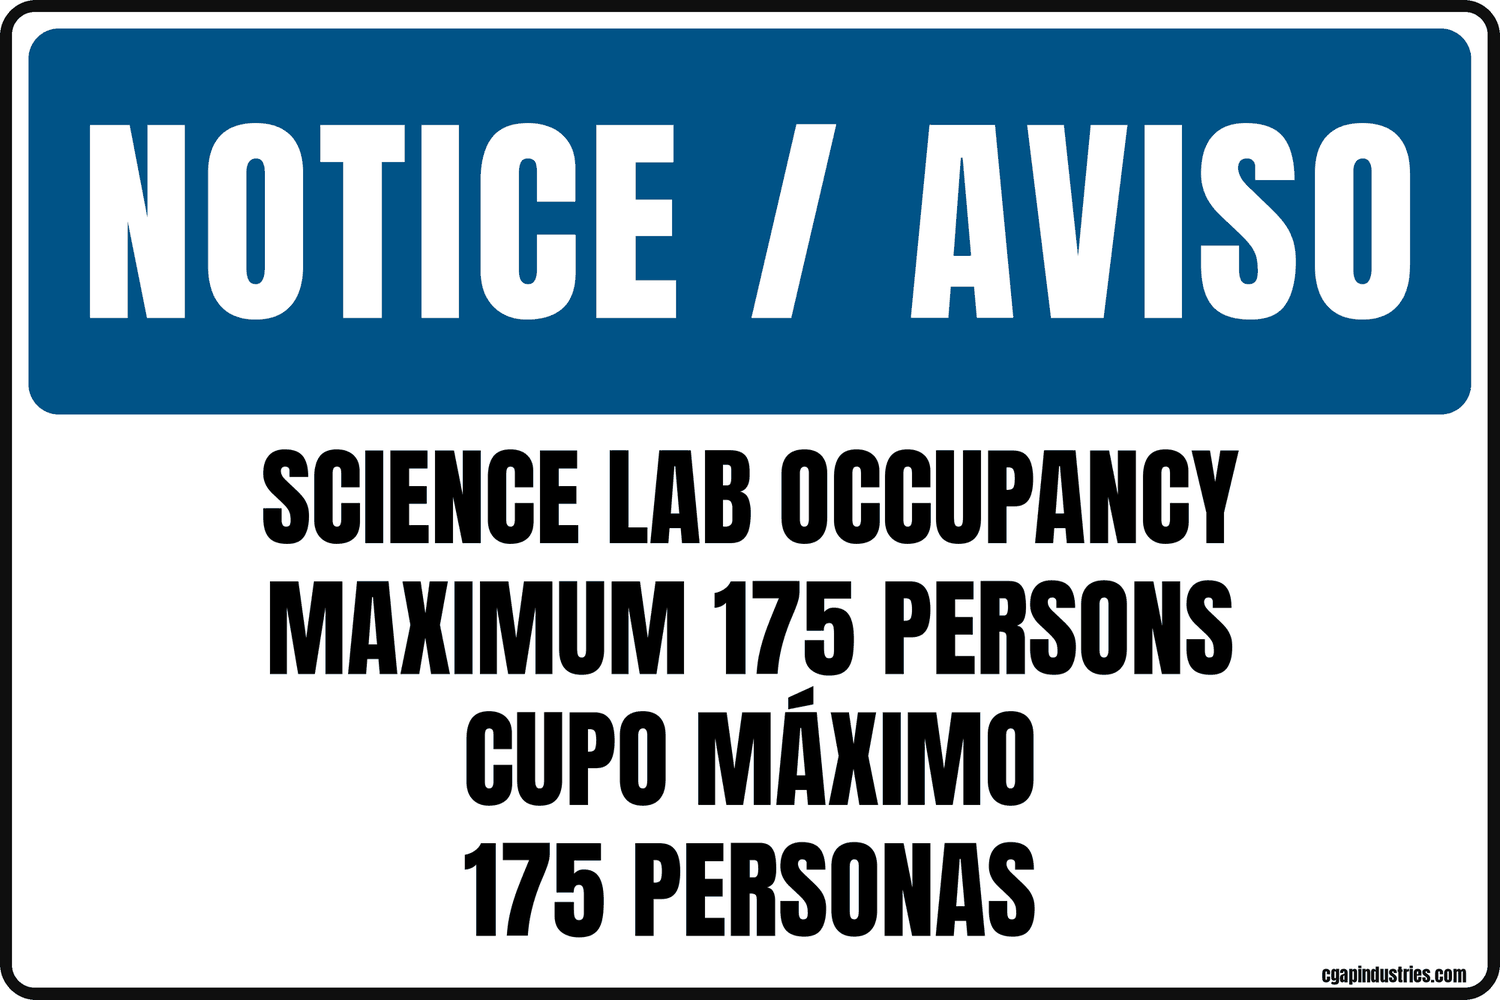 NOTICE / AVISO
SCIENCE LAB OCCUPANCY
MAXIMUM 175 PERSONS
CUPO MÁXIMO
175 PERSONAS
cgapindustries.com